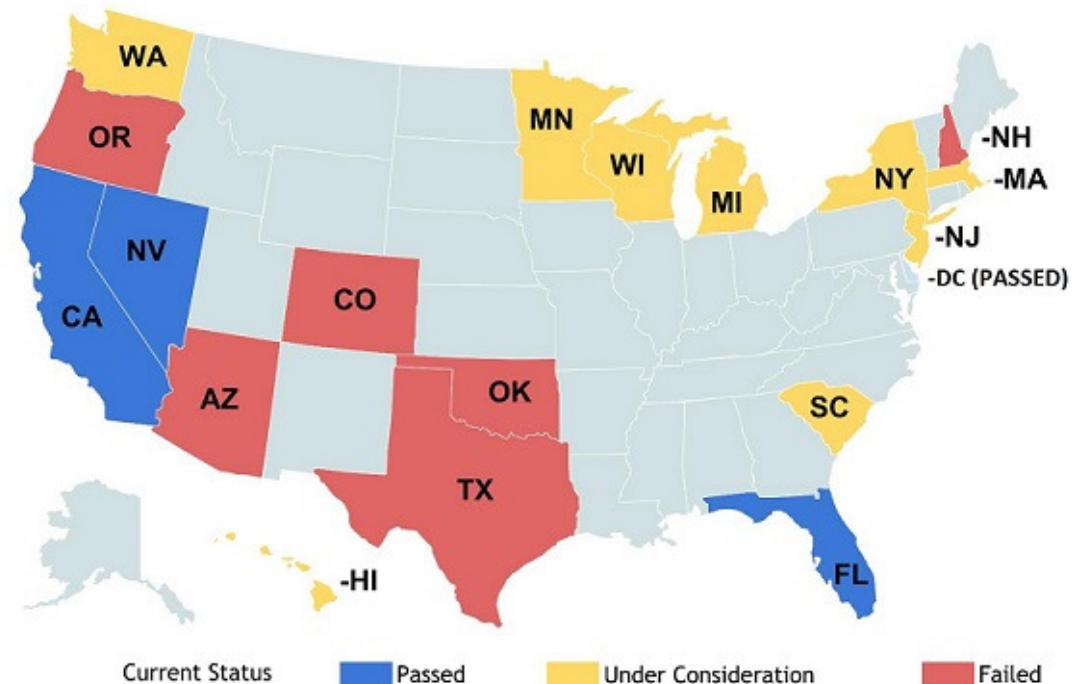 WA
MN
OR
-NH
WI
NY
-MA
MI
-NJ
NV
-DC (PASSED)
CO
CA
OK
AZ
SC
TX
FL
-HI
Current Status
Passed
Under Consideration
Failed